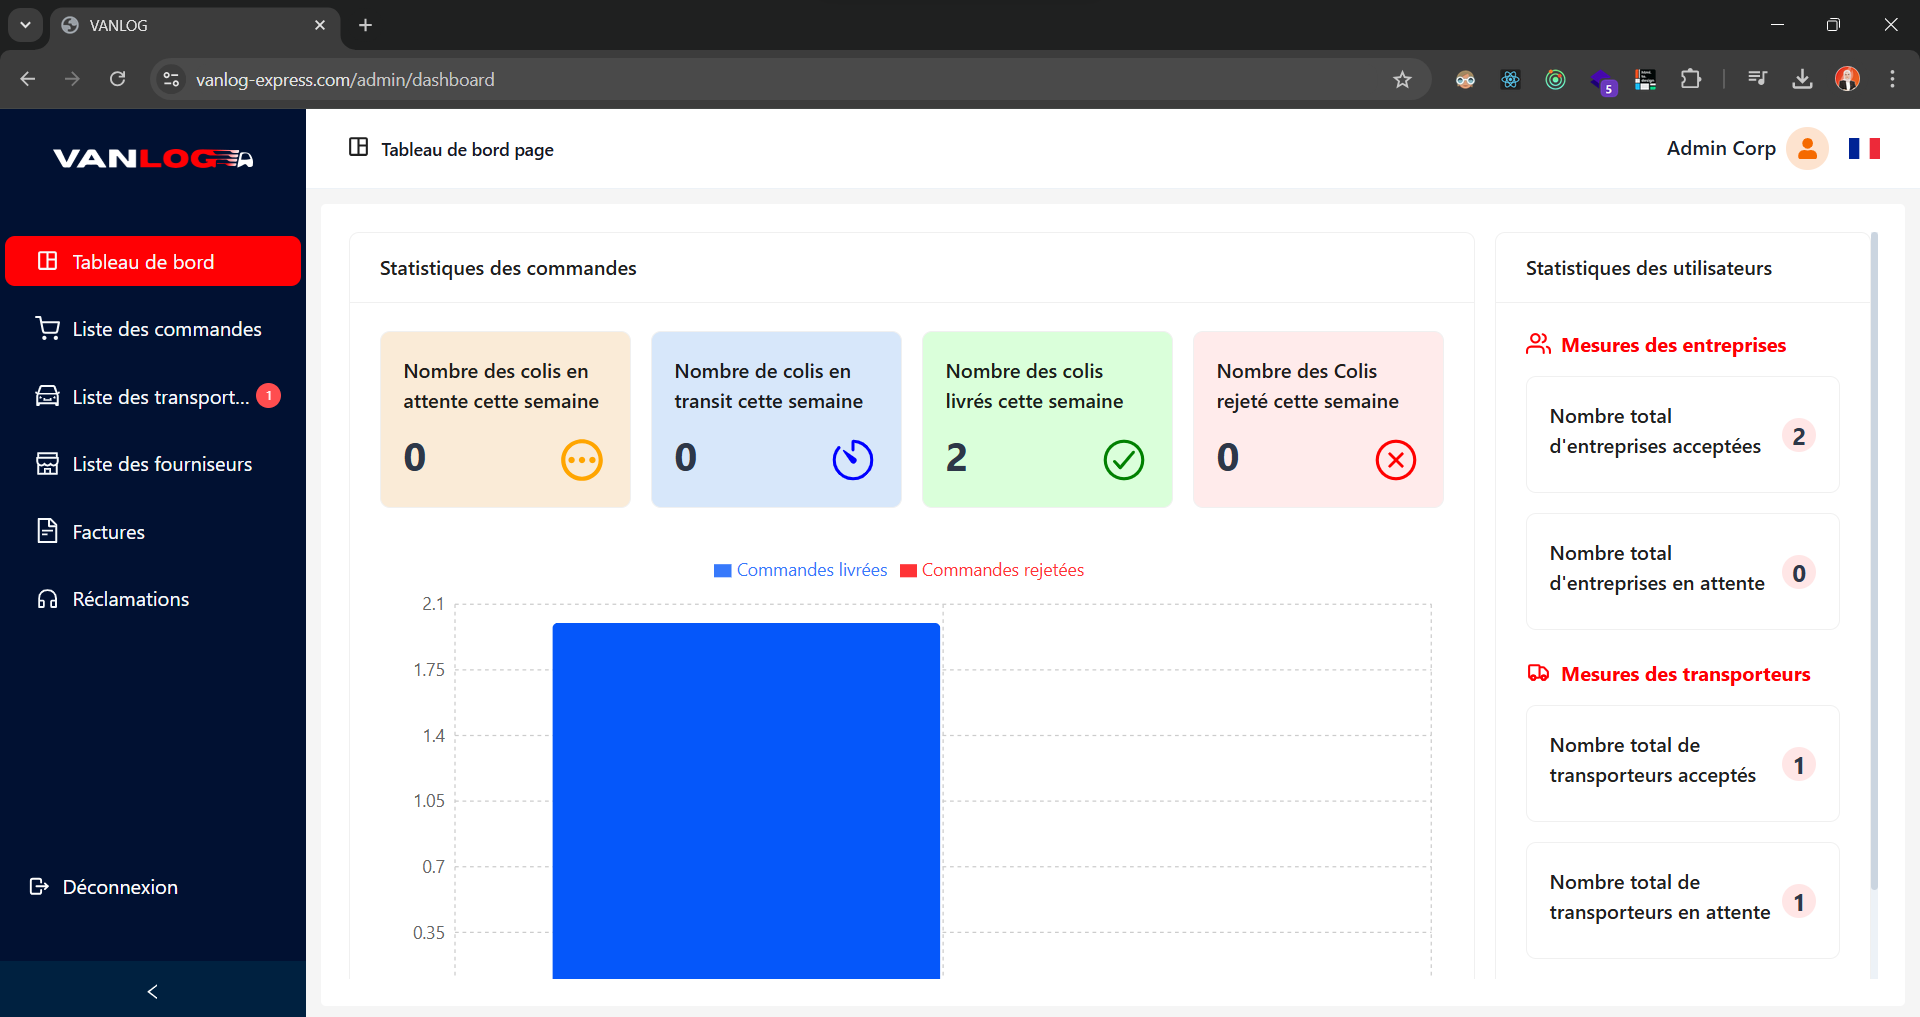 VANLOG
vanlog-express.com/admin/dashboard
5
VANLOG
Tableau de bord page
Admin Corp
Tableau de bord
Liste des commandes
Liste des transport... 1
Liste des fourniseurs
Factures
Réclamations
Déconnexion
Statistiques des commandes
Nombre des colis en
attente cette semaine
0
Nombre de colis en
transit cette semaine
0
Nombre des colis
livrés cette semaine
2
Nombre des Colis
rejeté cette semaine
0
Commandes livrées Commandes rejetées
2.1
1.75
1.4
1.05
0.7
0.35
Statistiques des utilisateurs
Mesures des entreprises
Nombre total
d'entreprises acceptées
2
Nombre total
d'entreprises en attente
0
Mesures des transporteurs
Nombre total de
transporteurs acceptés
1
Nombre total de
transporteurs en attente
1